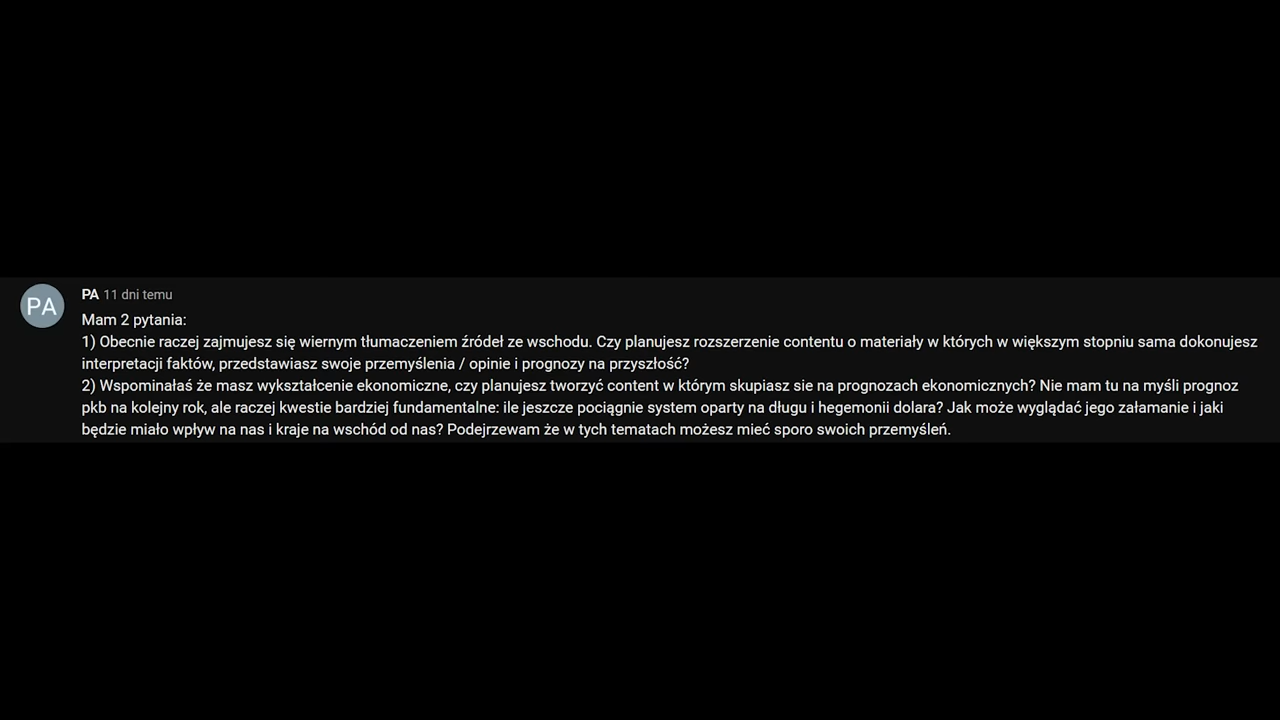 PA
PA 11 dni temu
Mam 2 pytania:
1) Obecnie raczej zajmujesz się wiernym tłumaczeniem źródeł ze wschodu. Czy planujesz rozszerzenie contentu o materiały w których w większym stopniu sama dokonujesz
interpretacji faktów, przedstawiasz swoje przemyślenia / opinie i prognozy na przyszłość?
2) Wspominałaś że masz wykształcenie ekonomiczne, czy planujesz tworzyć content w którym skupiasz sie na prognozach ekonomicznych? Nie mam tu na myśli prognoz
pkb na kolejny rok, ale raczej kwestie bardziej fundamentalne: ile jeszcze pociągnie system oparty na długu i hegemonii dolara? Jak może wyglądać jego załamanie i jaki
będzie miało wpływ na nas i kraje na wschód od nas? Podejrzewam że w tych tematach możesz mieć sporo swoich przemyśleń.